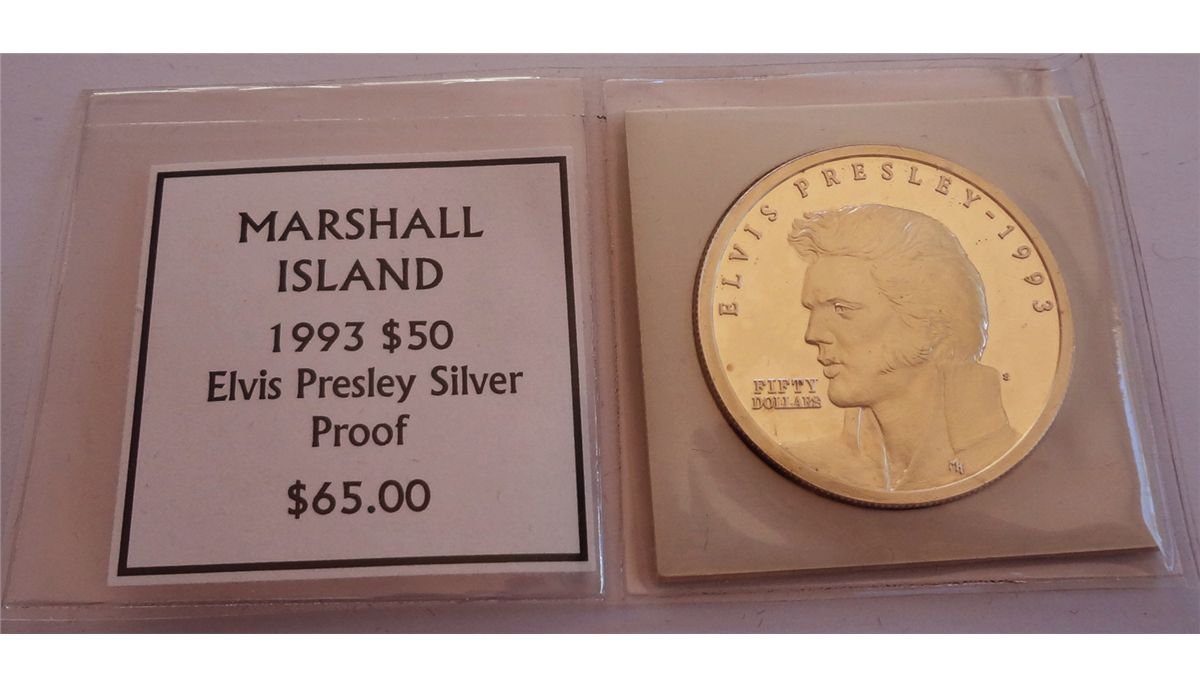 MARSHALL
ISLAND
1993 $50
Elvis Presley Silver
Proof
$65.00
ELVIS PRESLEY-1993
FIFTY
DOLLARS
S